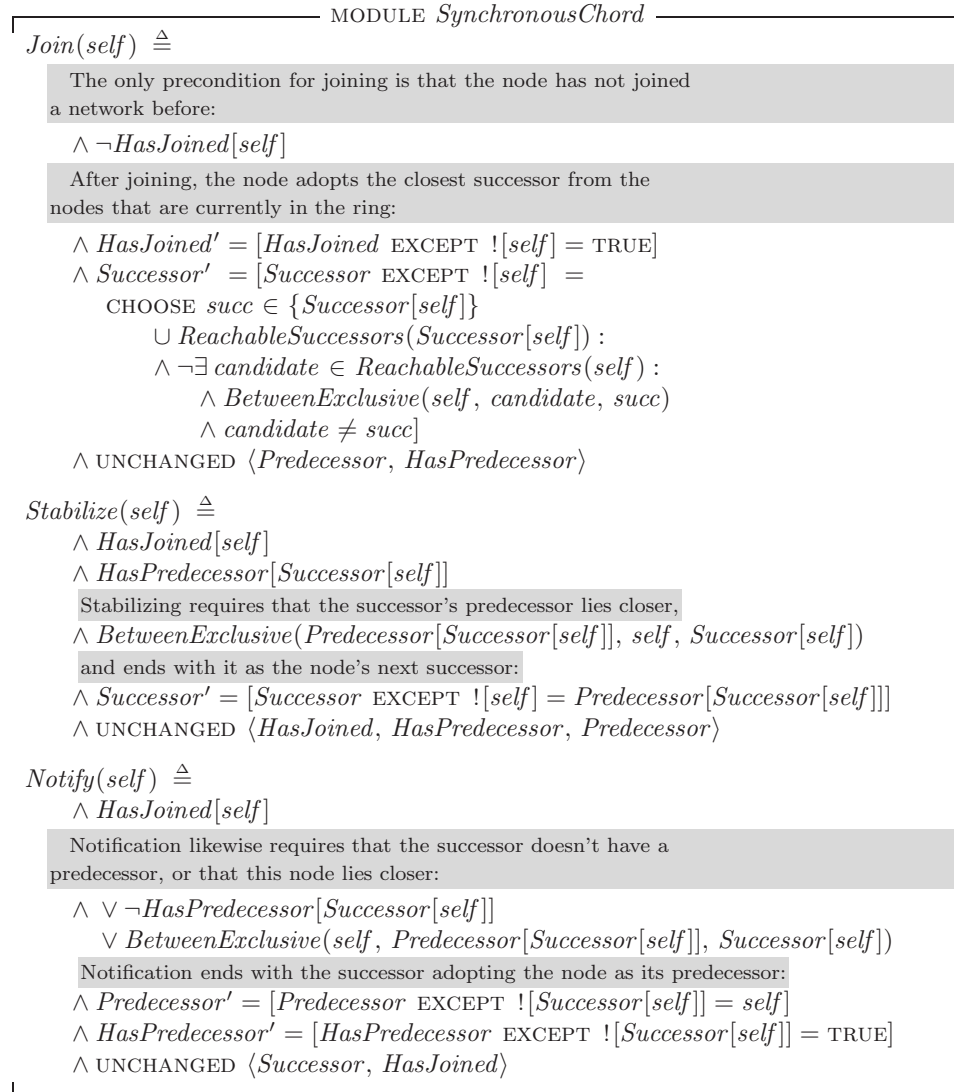 MODULE SynchronousChord
Join(self) ≜
The only precondition for joining is that the node has not joined
a network before:
∧ ¬HasJoined[self]
After joining, the node adopts the closest successor from the
nodes that are currently in the ring:
∧ HasJoined′ = [HasJoined EXCEPT ![self] = TRUE]
∧ Successor′ = [Successor EXCEPT ![self] =
CHOOSE succ ∈ {Successor[self]}
∪ ReachableSuccessors(Successor[self]) :
∧ ¬∃ candidate ∈ ReachableSuccessors(self) :
∧ BetweenExclusive(self, candidate, succ)
∧ candidate ≠ succ]
∧ UNCHANGED ⟨Predecessor, HasPredecessor⟩
Stabilize(self) ≜
∧ HasJoined[self]
∧ HasPredecessor[Successor[self]]
Stabilizing requires that the successor's predecessor lies closer,
∧ BetweenExclusive(Predecessor[Successor[self]], self, Successor[self])
and ends with it as the node's next successor:
∧ Successor′ = [Successor EXCEPT ![self] = Predecessor[Successor[self]]]
∧ UNCHANGED ⟨HasJoined, HasPredecessor, Predecessor⟩
Notify(self) ≜
∧ HasJoined[self]
Notification likewise requires that the successor doesn't have a
predecessor, or that this node lies closer:
∧ ∨ ¬HasPredecessor[Successor[self]]
∨ BetweenExclusive(self, Predecessor[Successor[self]], Successor[self])
Notification ends with the successor adopting the node as its predecessor:
∧ Predecessor′ = [Predecessor EXCEPT ![Successor[self]] = self]
∧ HasPredecessor′ = [HasPredecessor EXCEPT ![Successor[self]] = TRUE]
∧ UNCHANGED ⟨Successor, HasJoined⟩